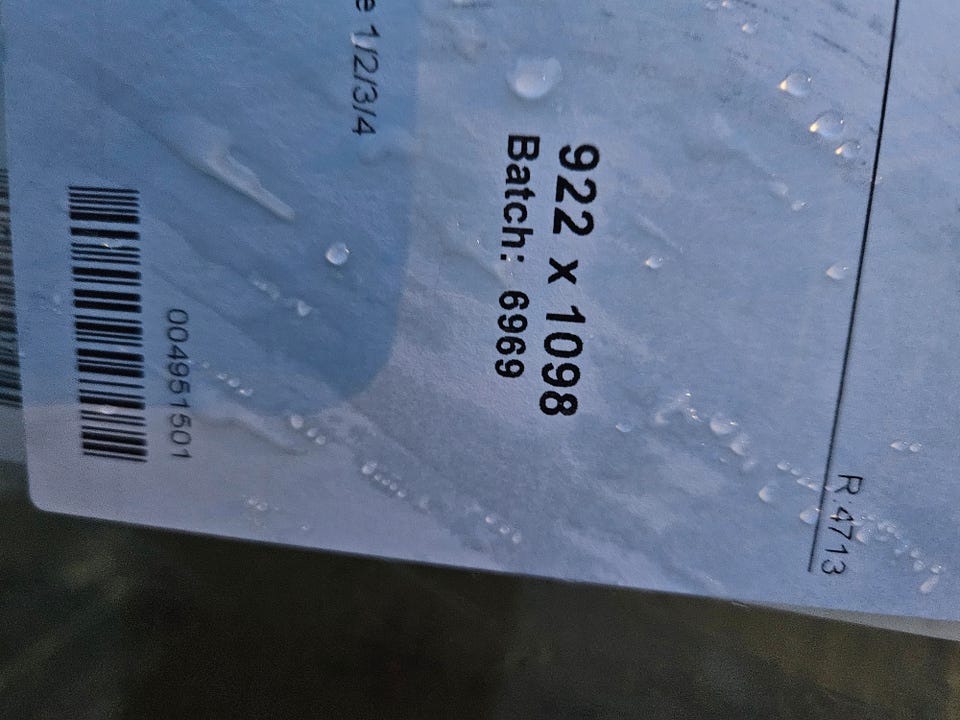 R:4713
922 x 1098
Batch: 6969
e 1/2/3/4
004951501